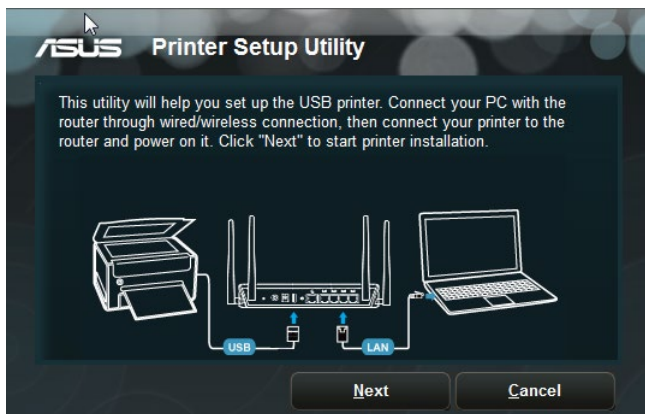 ASUS Printer Setup Utility
This utility will help you set up the USB printer. Connect your PC with the
router through wired/wireless connection, then connect your printer to the
router and power on it. Click "Next" to start printer installation.
USB
LAN
Next
Cancel